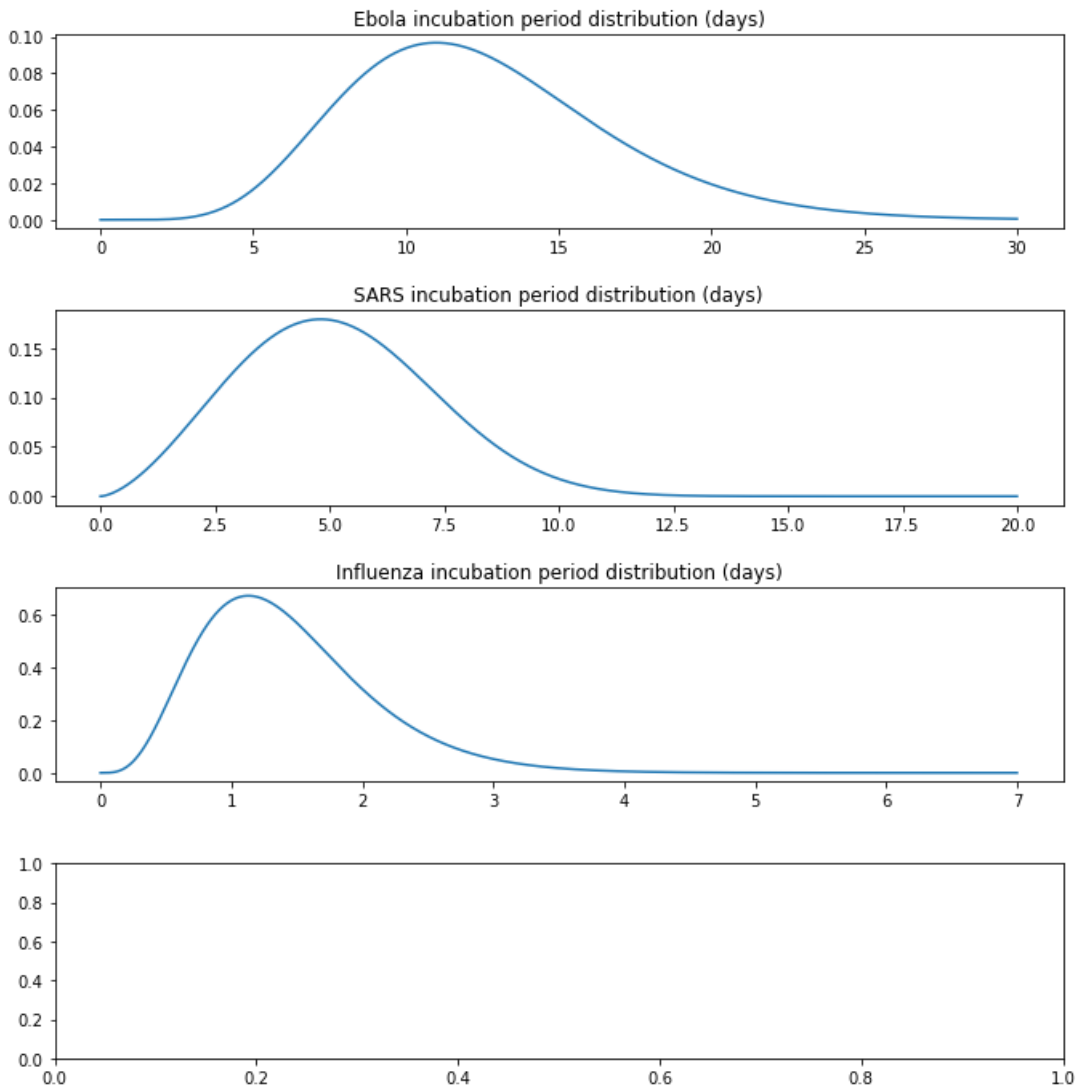 Ebola incubation period distribution (days)
0.10
0.08
0.06
0.04
0.02
0.00
0 5 10 15 20 25 30
SARS incubation period distribution (days)
0.15
0.10
0.05
0.00
0.0 2.5 5.0 7.5 10.0 12.5 15.0 17.5 20.0
Influenza incubation period distribution (days)
0.6
0.4
0.2
0.0
0 1 2 3 4 5 6 7
1.0
0.8
0.6
0.4
0.2
0.0
0.0 0.2 0.4 0.6 0.8 1.0